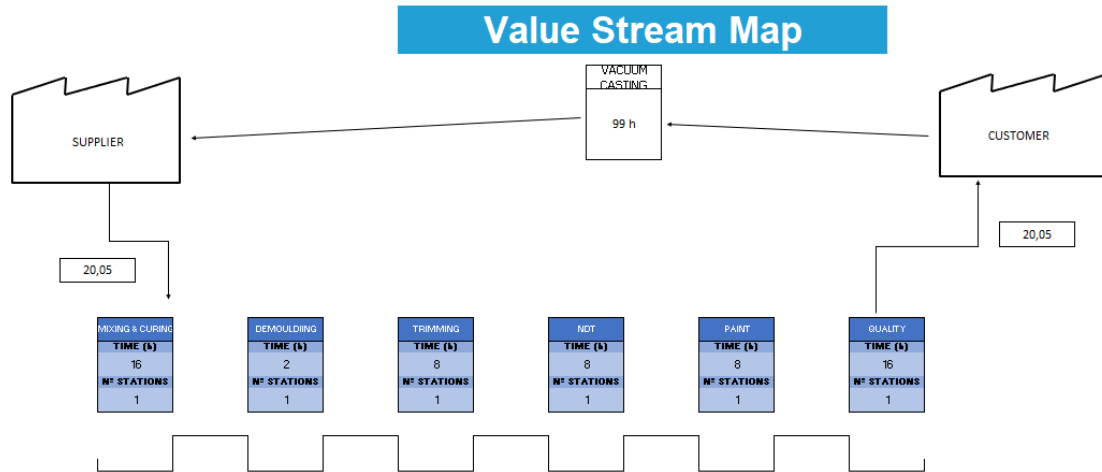 Value Stream Map
VACUUM
CASTING
99 h
SUPPLIER
CUSTOMER
20,05
20,05
MIXING & CURING
TIME (h)
16
Nº STATIONS
1
DEMOULDIING
TIME (h)
2
Nº STATIONS
1
TRIMMING
TIME (h)
8
Nº STATIONS
1
NDT
TIME (h)
8
Nº STATIONS
1
PAINT
TIME (h)
8
Nº STATIONS
1
QUALITY
TIME (h)
16
Nº STATIONS
1